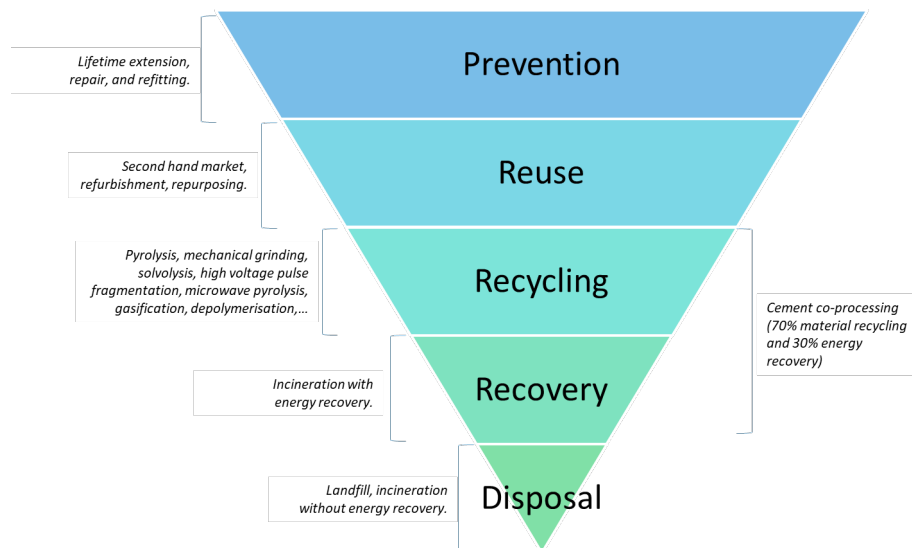 Prevention
Lifetime extension,
repair, and refitting.
Reuse
Second hand market,
refurbishment, repurposing.
Recycling
Pyrolysis, mechanical grinding,
solvolysis, high voltage pulse
fragmentation, microwave pyrolysis,
gasification, depolymerisation,...
Cement co-processing
(70% material recycling
and 30% energy
recovery)
Recovery
Incineration with
energy recovery.
Disposal
Landfill, incineration
without energy recovery.